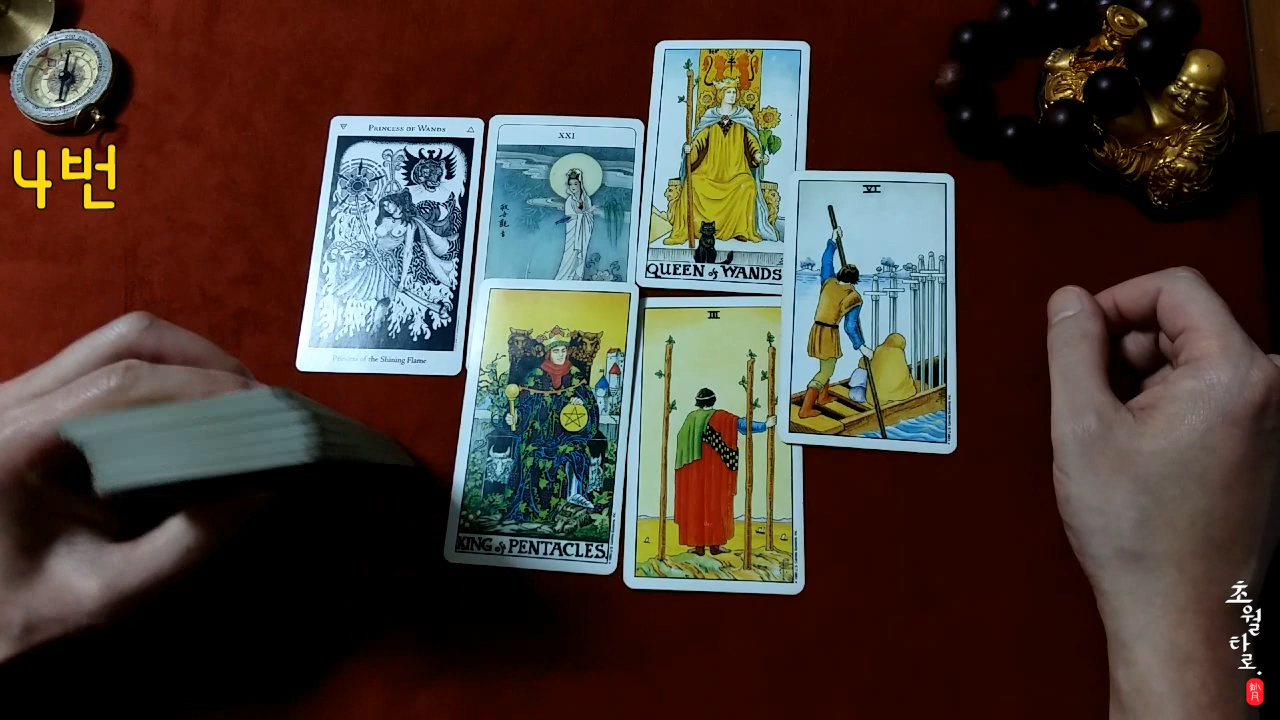 4번
PRINCESS OF WANDS
Princess of the Shining Flame
XXI
QUEEN of WANDS
VI
KING of PENTACLES.
III
초월
타로.